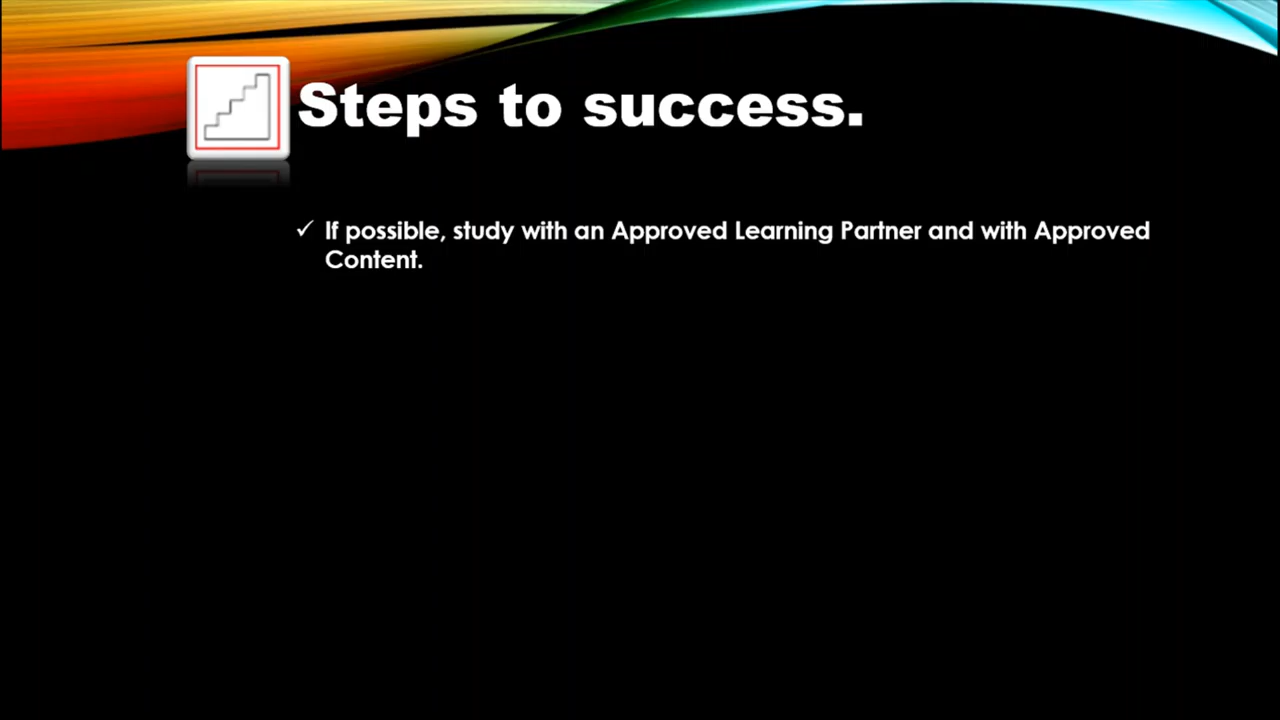 Steps to success.
✓ If possible, study with an Approved Learning Partner and with Approved
Content.